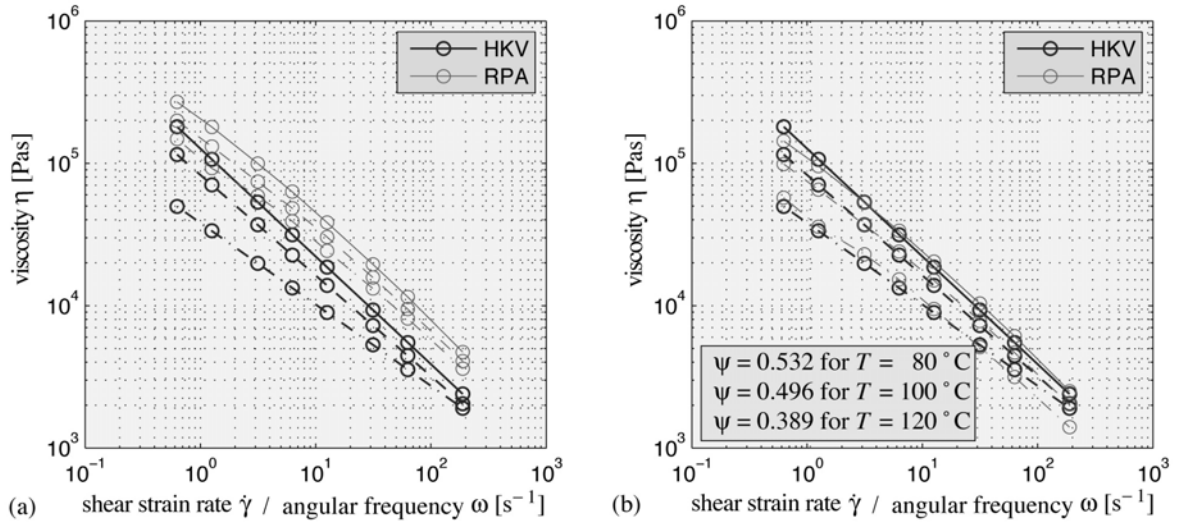 10^6
10^5
10^4
10^3
viscosity η [Pas]
HKV
RPA
10^-1
10^0
10^1
10^2
10^3
(a) shear strain rate γ̇ / angular frequency ω [s^-1]
10^6
10^5
10^4
10^3
viscosity η [Pas]
HKV
RPA
ψ = 0.532 for T = 80 °C
ψ = 0.496 for T = 100 °C
ψ = 0.389 for T = 120 °C
10^-1
10^0
10^1
10^2
10^3
(b) shear strain rate γ̇ / angular frequency ω [s^-1]